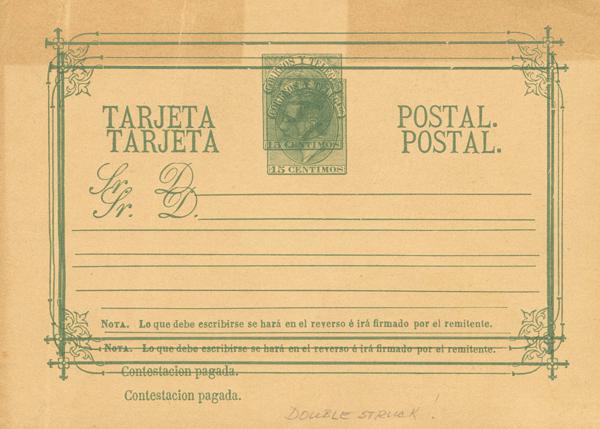 CORREOS Y TELEGS
CORREOS Y TELEGS
15 CENTIMOS
15 CENTIMOS
TARJETA POSTAL.
TARJETA POSTAL.
Sr. D.
Sr. D.
NOTA. Lo que debe escribirse se hará en el reverso é irá firmado por el remitente.
NOTA. Lo que debe escribirse se hará en el reverso é irá firmado por el remitente.
Contestacion pagada.
Contestacion pagada.
DOUBLE STRUCK!